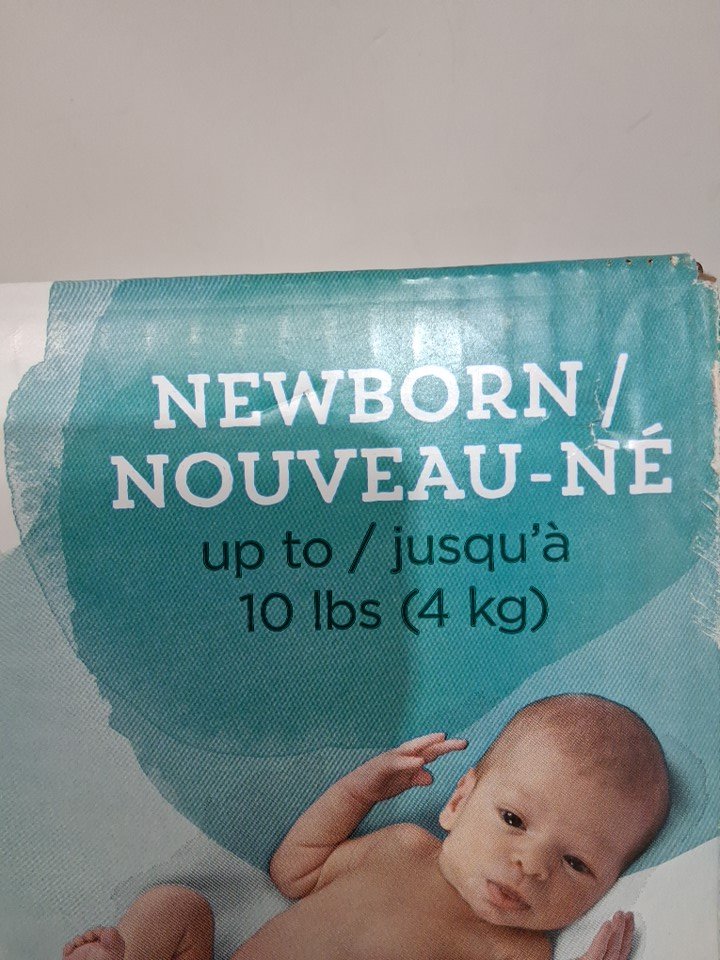 NEWBORN /
NOUVEAU-NÉ
up to / jusqu'à
10 lbs (4 kg)